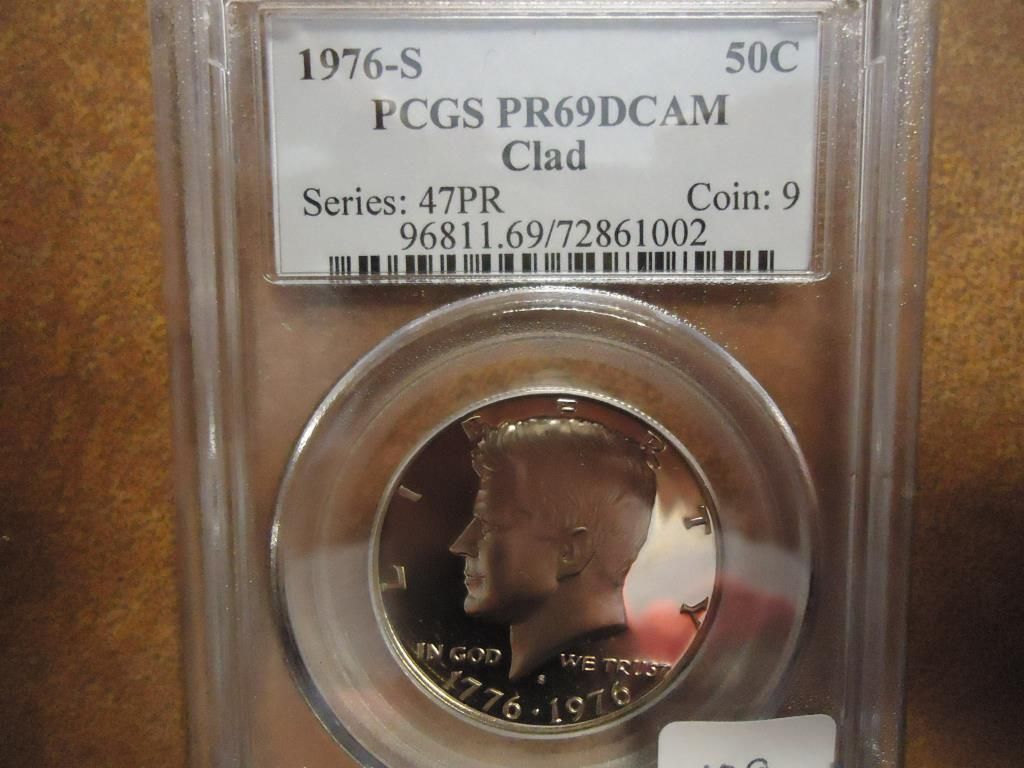 1976-S 50C
PCGS PR69DCAM
Clad
Series: 47PR Coin: 9
96811.69/72861002
LIBERTY
IN GOD WE TRUST
S
1776 · 1976